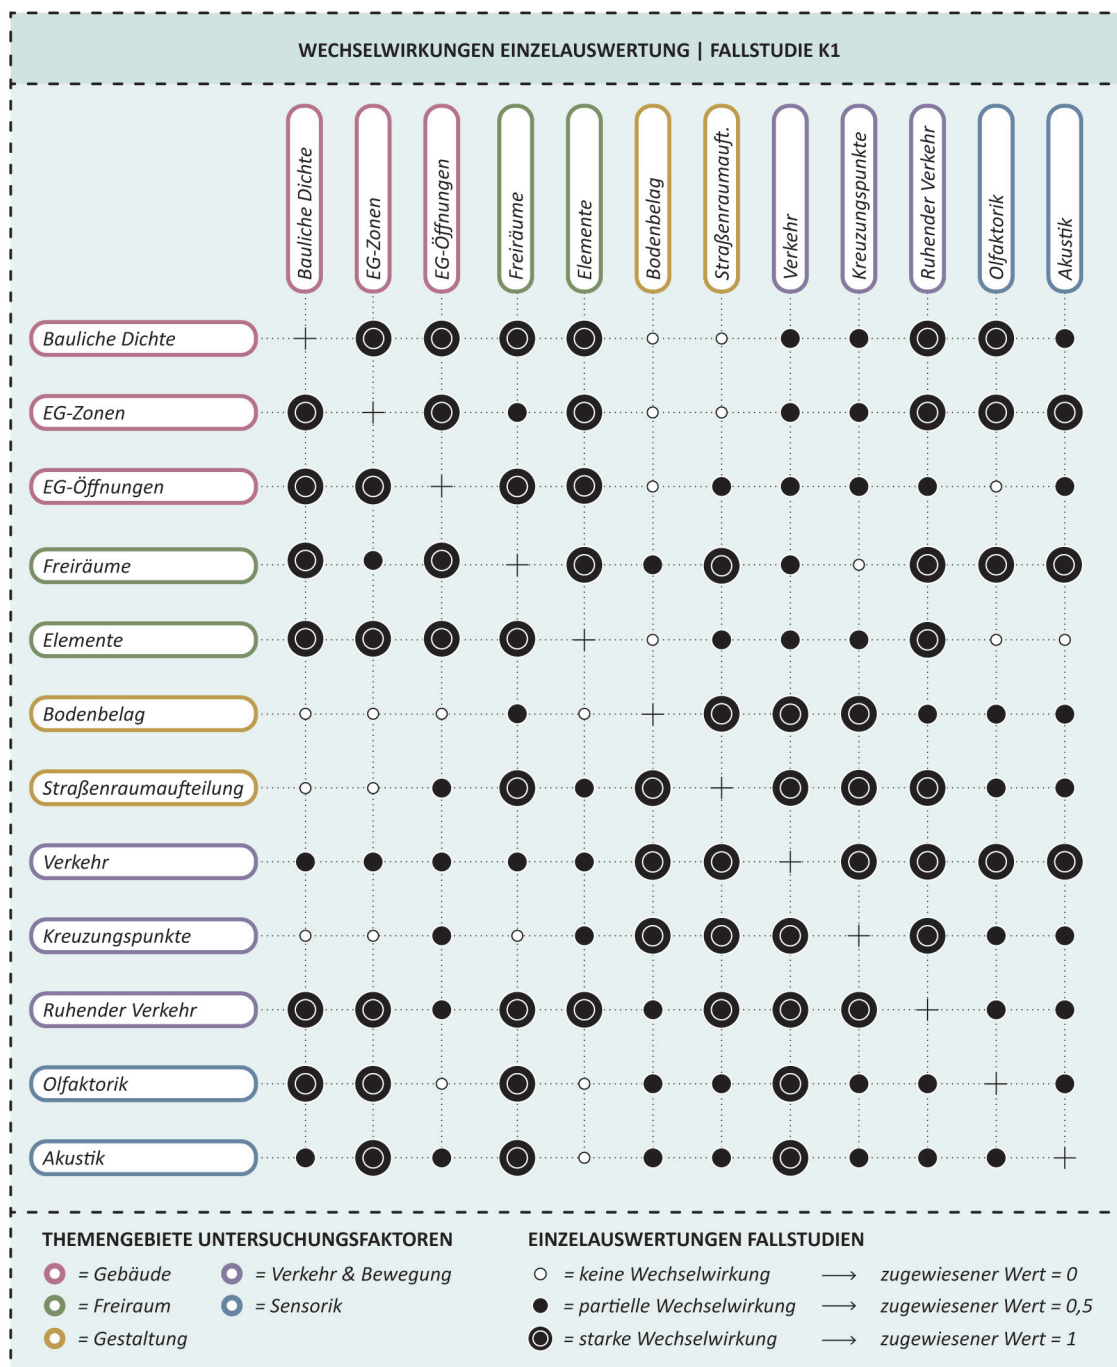 WECHSELWIRKUNGEN EINZELAUSWERTUNG | FALLSTUDIE K1
Bauliche Dichte
EG-Zonen
EG-Öffnungen
Freiräume
Elemente
Bodenbelag
Straßenraumauft.
Verkehr
Kreuzungspunkte
Ruhender Verkehr
Olfaktorik
Akustik
Bauliche Dichte
EG-Zonen
EG-Öffnungen
Freiräume
Elemente
Bodenbelag
Straßenraumaufteilung
Verkehr
Kreuzungspunkte
Ruhender Verkehr
Olfaktorik
Akustik
THEMENGEBIETE UNTERSUCHUNGSFAKTOREN
= Gebäude
= Verkehr & Bewegung
= Freiraum
= Sensorik
= Gestaltung
EINZELAUSWERTUNGEN FALLSTUDIEN
= keine Wechselwirkung → zugewiesener Wert = 0
= partielle Wechselwirkung → zugewiesener Wert = 0,5
= starke Wechselwirkung → zugewiesener Wert = 1